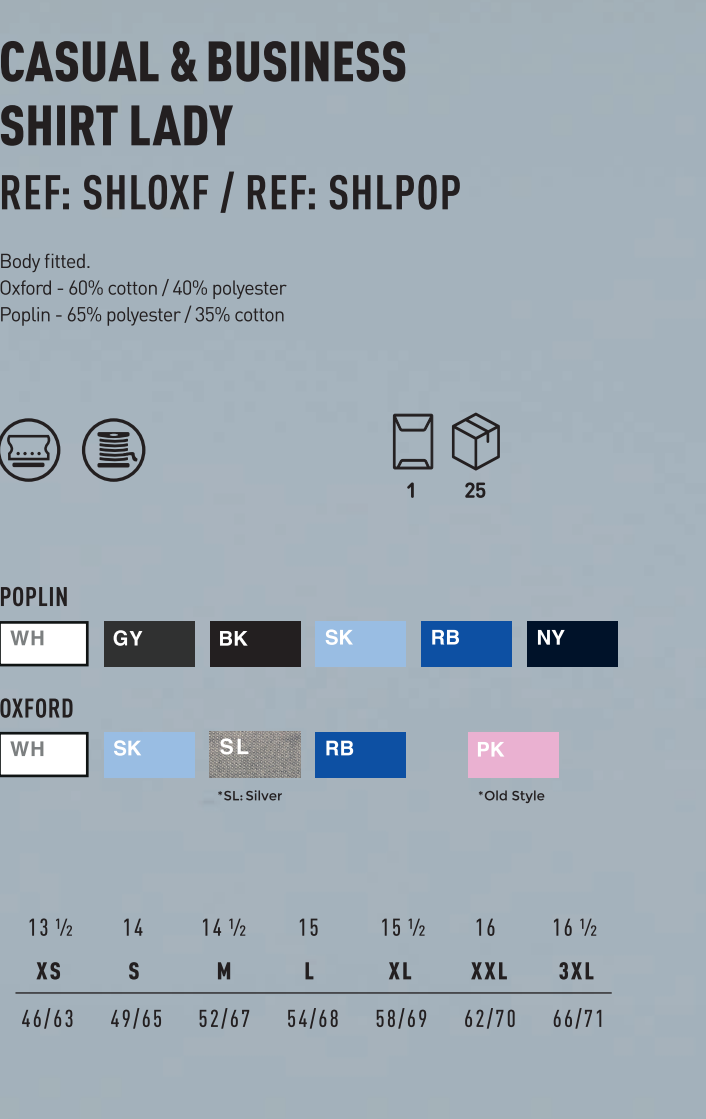 CASUAL & BUSINESS
SHIRT LADY
REF: SHLOXF / REF: SHLPOP
Body fitted.
Oxford - 60% cotton / 40% polyester
Poplin - 65% polyester / 35% cotton
1 25
POPLIN
WH GY BK SK RB NY
OXFORD
WH SK SL RB PK
*SL: Silver *Old Style
13 ½ 14 14 ½ 15 15 ½ 16 16 ½
XS S M L XL XXL 3XL
46/63 49/65 52/67 54/68 58/69 62/70 66/71